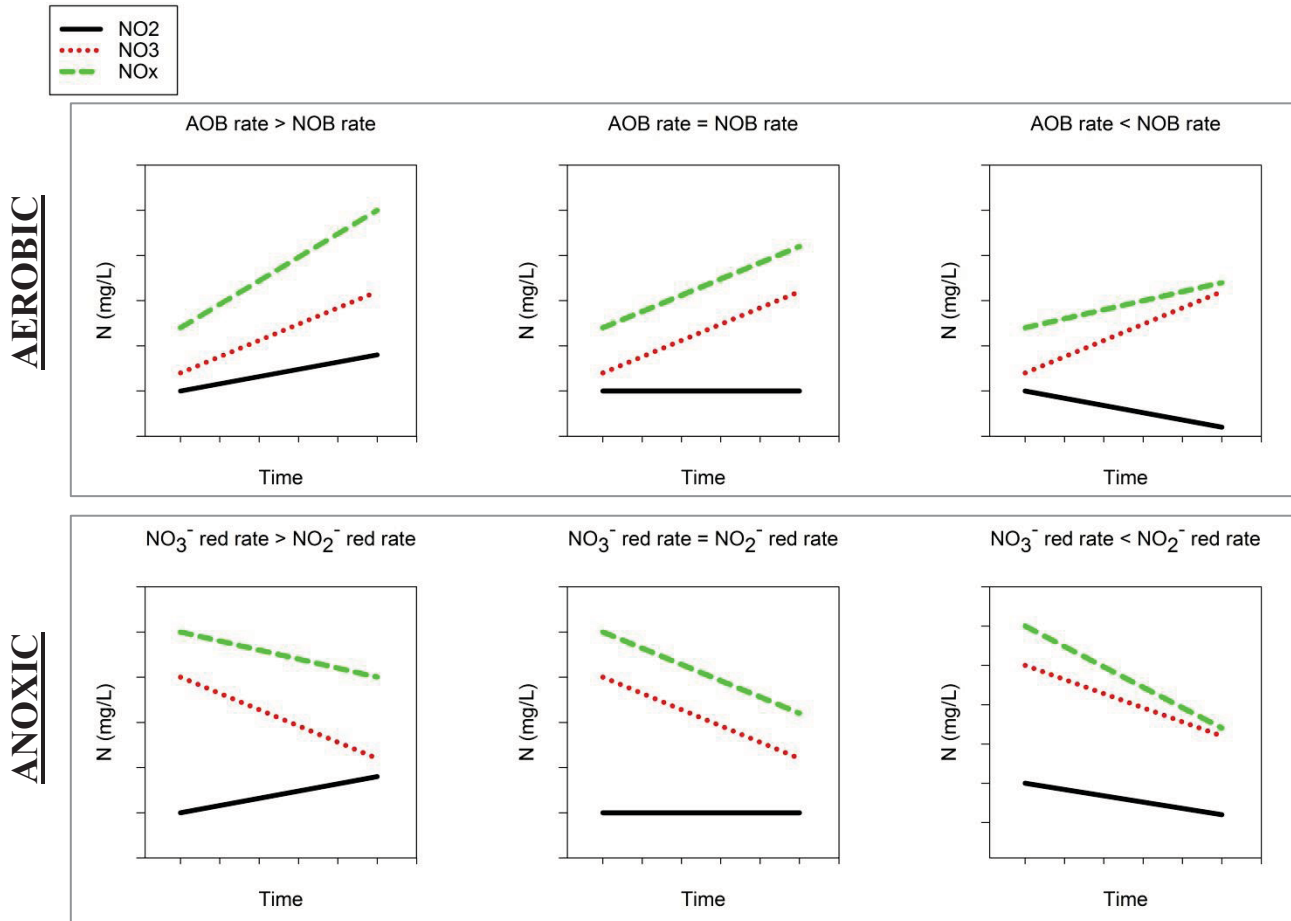 NO2
NO3
NOx
AEROBIC
AOB rate > NOB rate
AOB rate = NOB rate
AOB rate < NOB rate
N (mg/L)
N (mg/L)
N (mg/L)
Time
Time
Time
ANOXIC
NO₃⁻ red rate > NO₂⁻ red rate
NO₃⁻ red rate = NO₂⁻ red rate
NO₃⁻ red rate < NO₂⁻ red rate
N (mg/L)
N (mg/L)
N (mg/L)
Time
Time
Time